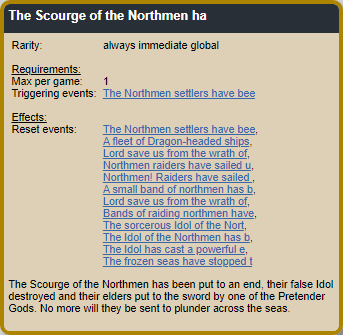 The Scourge of the Northmen ha
Rarity: always immediate global
Requirements:
Max per game: 1
Triggering events: The Northmen settlers have bee
Effects:
Reset events: The Northmen settlers have bee,
A fleet of Dragon-headed ships,
Lord save us from the wrath of,
Northmen raiders have sailed u,
Northmen! Raiders have sailed ,
A small band of northmen has b,
Lord save us from the wrath of,
Bands of raiding northmen have,
The sorcerous Idol of the Nort,
The Idol of the Northmen has b,
The Idol has cast a powerful e,
The frozen seas have stopped t
The Scourge of the Northmen has been put to an end, their false Idol
destroyed and their elders put to the sword by one of the Pretender
Gods. No more will they be sent to plunder across the seas.